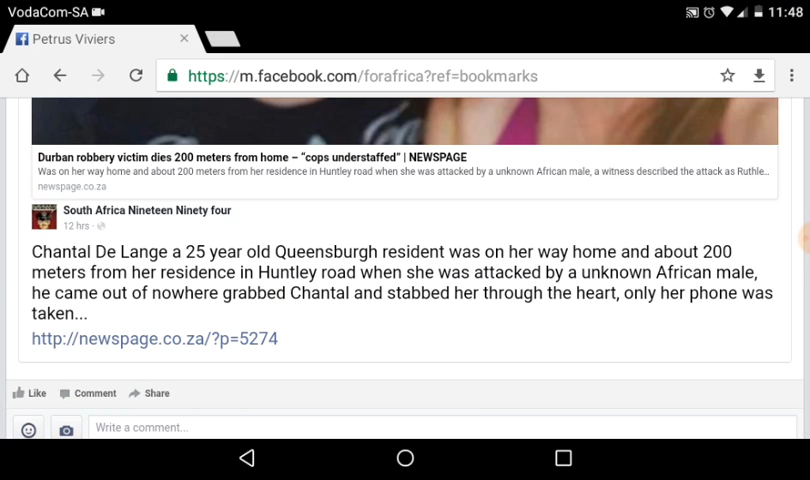 VodaCom-SA
11:48
Petrus Viviers
https://m.facebook.com/forafrica?ref=bookmarks
Durban robbery victim dies 200 meters from home – “cops understaffed” | NEWSPAGE
Was on her way home and about 200 meters from her residence in Huntley road when she was attacked by a unknown African male, a witness described the attack as Ruthle...
newspage.co.za
South Africa Nineteen Ninety four
12 hrs ·
Chantal De Lange a 25 year old Queensburgh resident was on her way home and about 200
meters from her residence in Huntley road when she was attacked by a unknown African male,
he came out of nowhere grabbed Chantal and stabbed her through the heart, only her phone was
taken...
http://newspage.co.za/?p=5274
Like Comment Share
Write a comment...